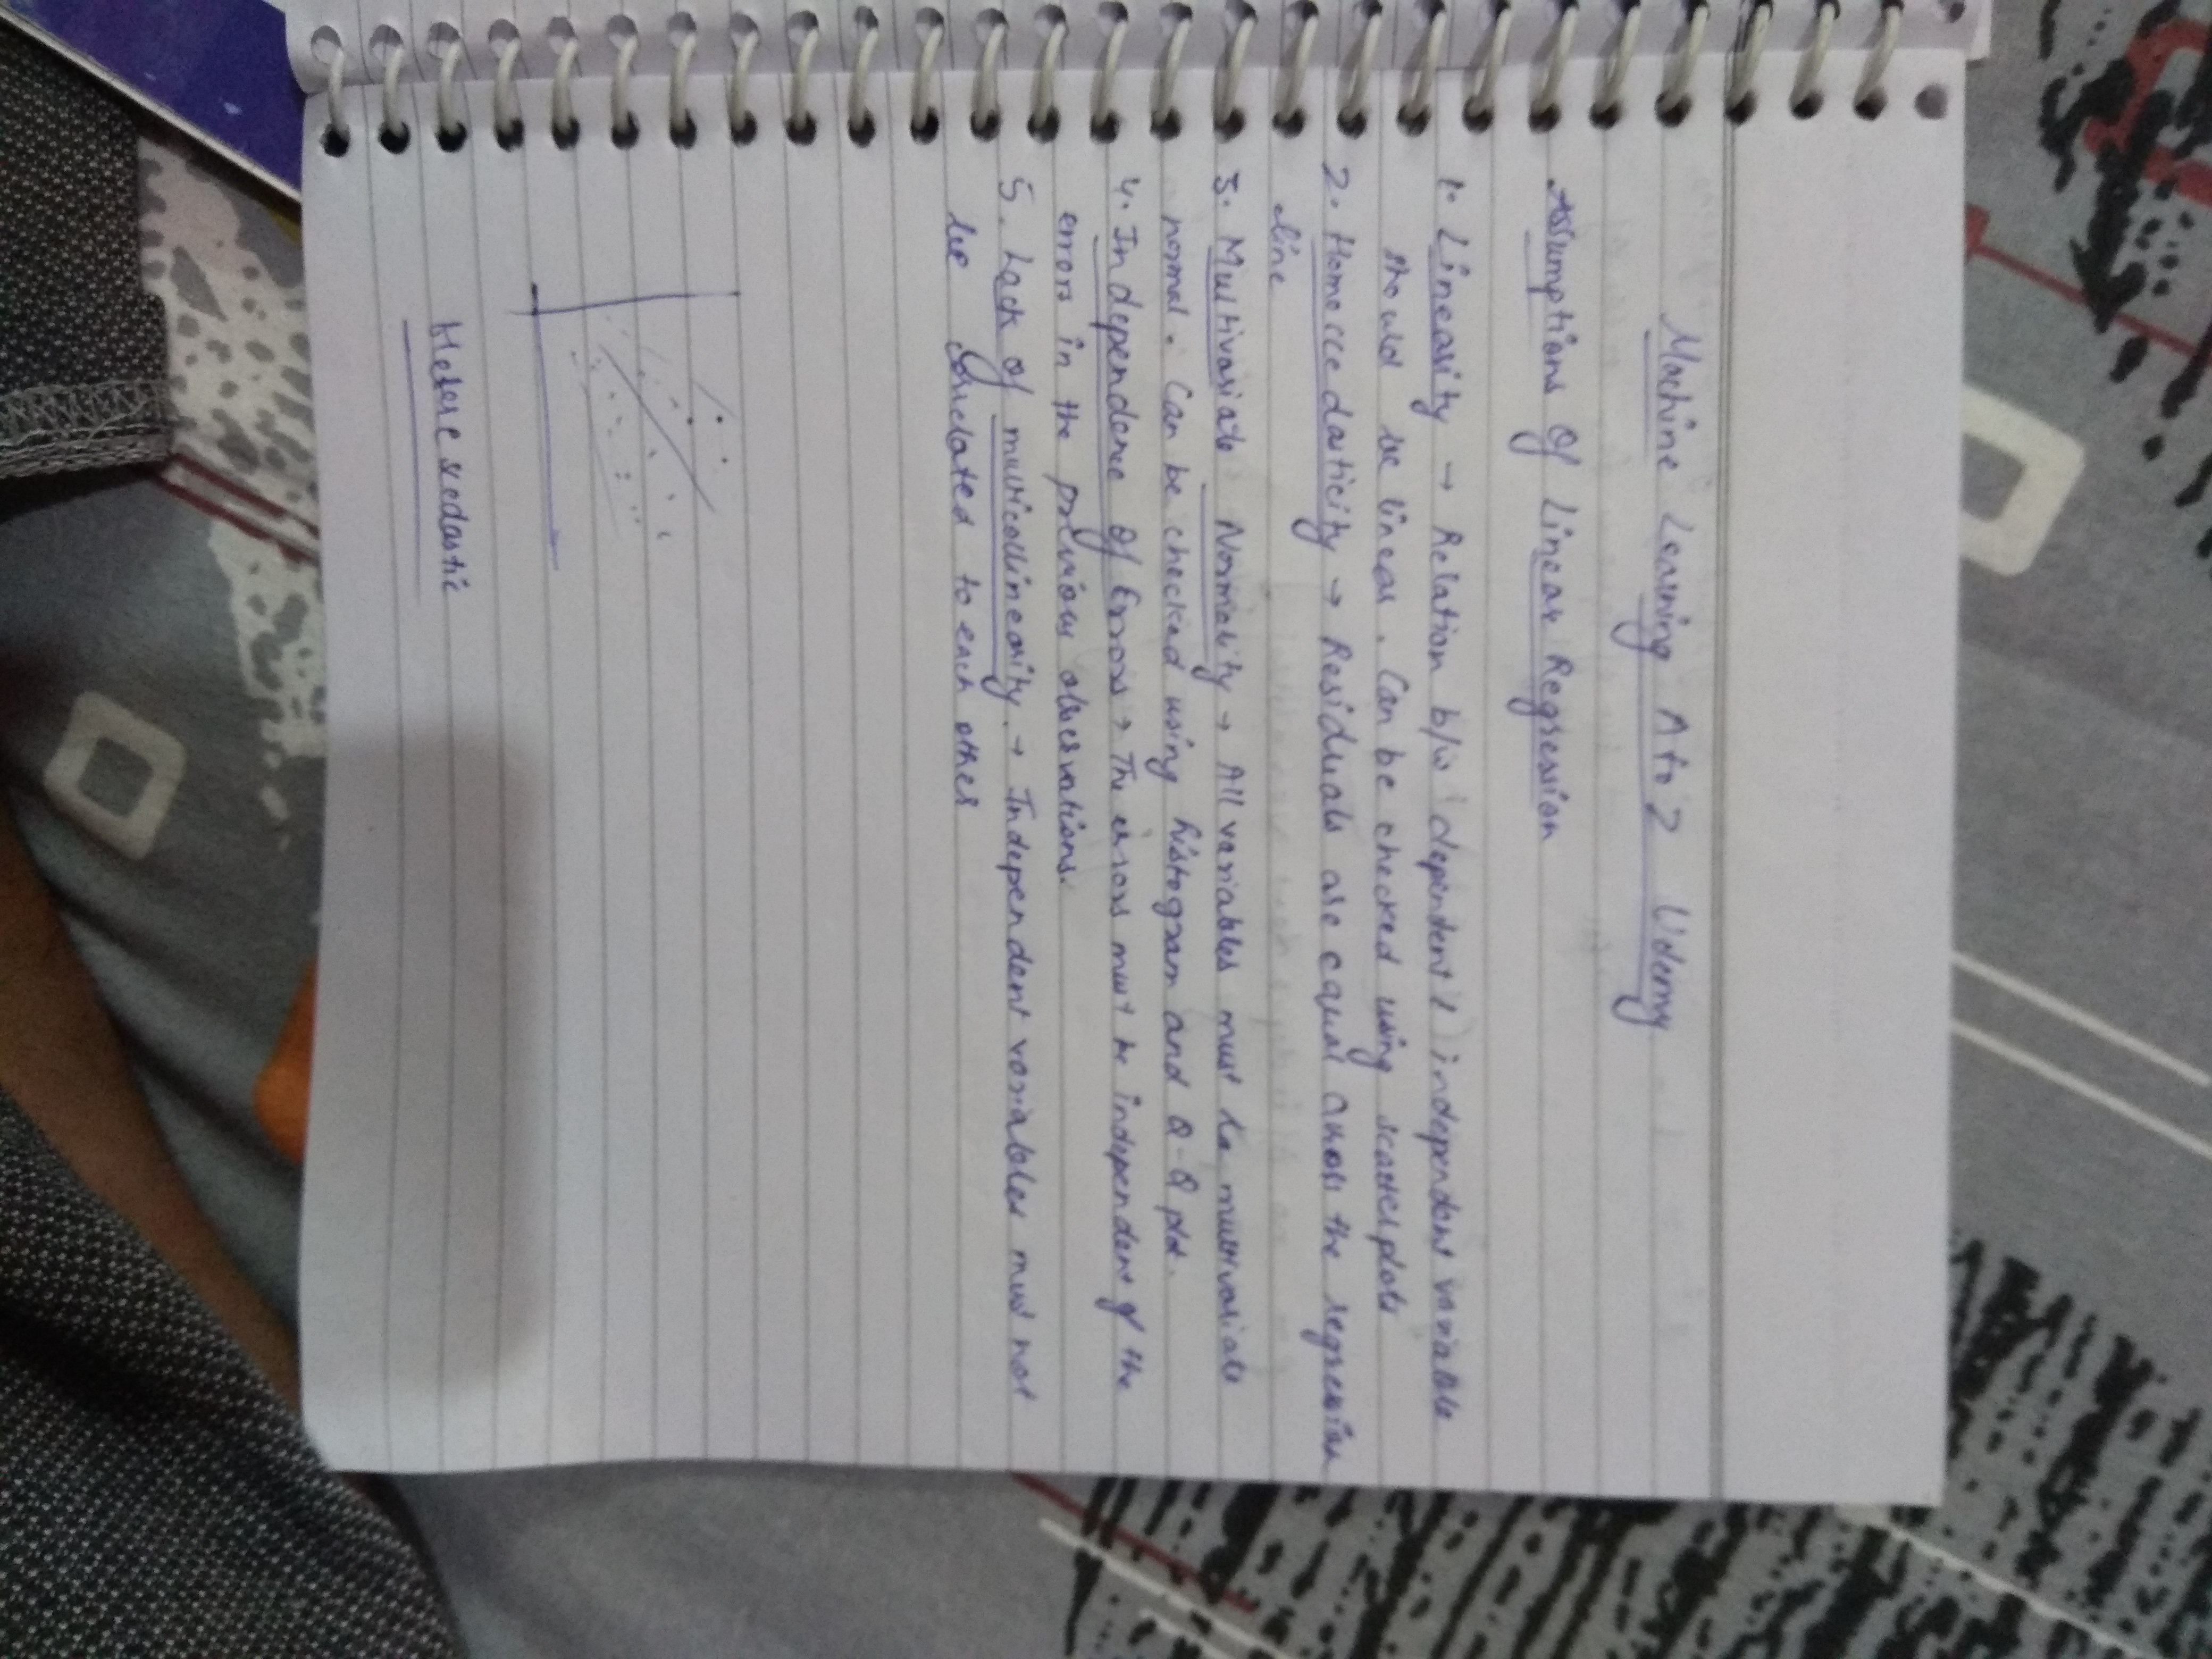 Machine Learning A to Z Udemy
Assumptions Of Linear Regression
1. Linearity → Relation b/w dependent & independent variable
should be linear. Can be checked using scatter plots
2. Homoccedasticity → Residuals are equal across the regression
line
3. Multivariate Normality → All variables must be multivariate
normal. Can be checked using histogram and Q-Q plot.
4. Independence Of Errors → The errors must be independent of the
errors in the previous observations.
5. Lack Of multicollinearity. → Independent variables must not
be correlated to each other
Heteroscedastic